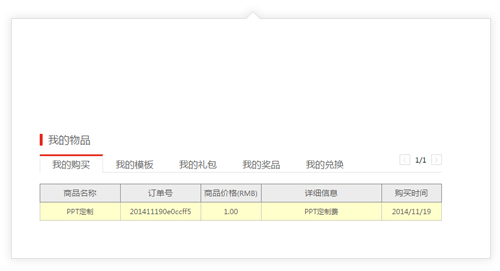 我的物品
我的购买 我的模板 我的礼包 我的奖品 我的兑换 1/1
商品名称 订单号 商品价格(RMB) 详细信息 购买时间
PPT定制 201411190e0ccff5 1.00 PPT定制赛 2014/11/19